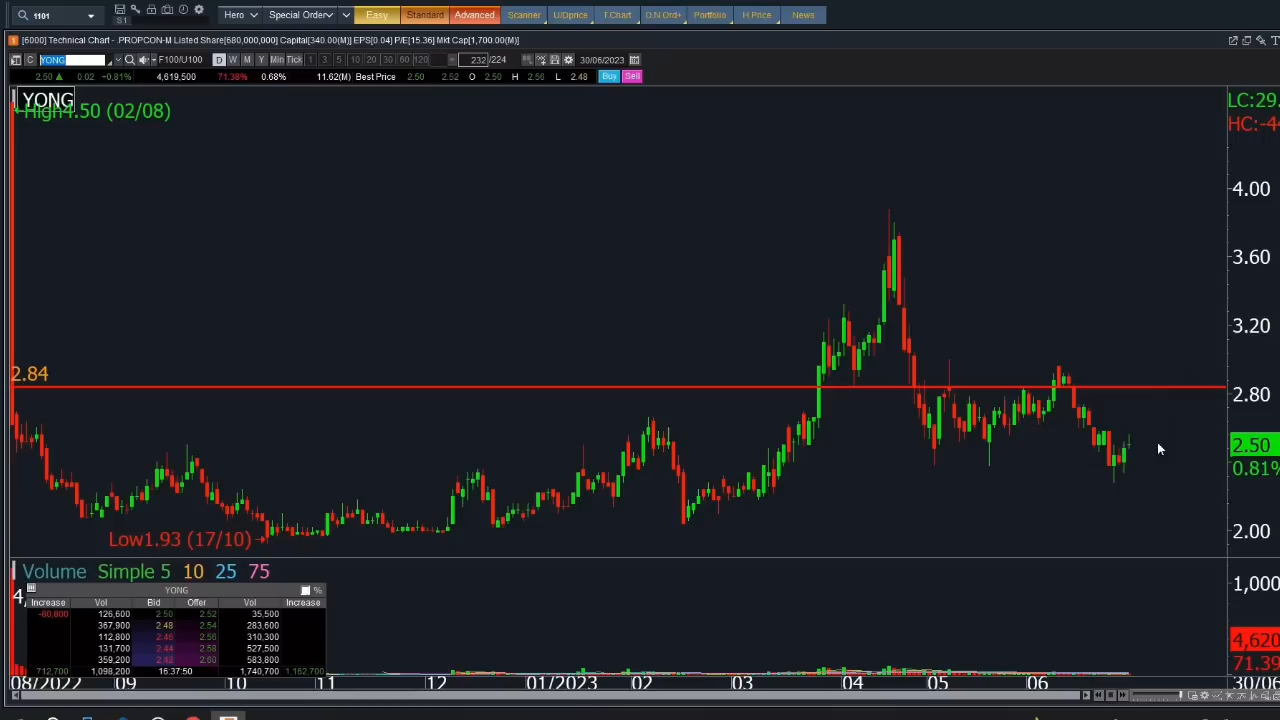 1101 Hero Special Order Easy Standard Advanced Scanner U/Dprice T.Chart O.N Ord+ Portfolio H.Price News
S1
1 [6000] Technical Chart - PROPCON-M Listed Share[680,000,000] Capital[340.00(M)] EPS[0.04] P/E[15.36] Mkt Cap[1,700.00(M)]
C YONG F100/U100 D W M Y Min Tick 1 3 5 10 20 30 60 120 232 /224 30/06/2023
2.50 ▲ 0.02 +0.81% 4,619,500 71.38% 0.68% 11.62(M) Best Price 2.50 2.52 O 2.50 H 2.56 L 2.48 Buy Sell
YONG LC:29.
←High4.50 (02/08)
HC:-44
4.00
3.60
3.20
2.84
2.80
2.50
0.81%
Low1.93 (17/10)→
2.00
Volume Simple 5 10 25 75
1,000
YONG %
4,
Increase Vol Bid Offer Vol Increase
-60,800 126,600 2.50 2.52 35,500
367,900 2.48 2.54 283,600
112,800 2.46 2.56 310,300
131,700 2.44 2.58 527,500
359,200 2.42 2.60 583,800
712,700 1,098,200 16:37:50 1,740,700 1,162,700
4,620
71.39
08/2022 09 10 11 12 01/2023 02 03 04 05 06 30/06